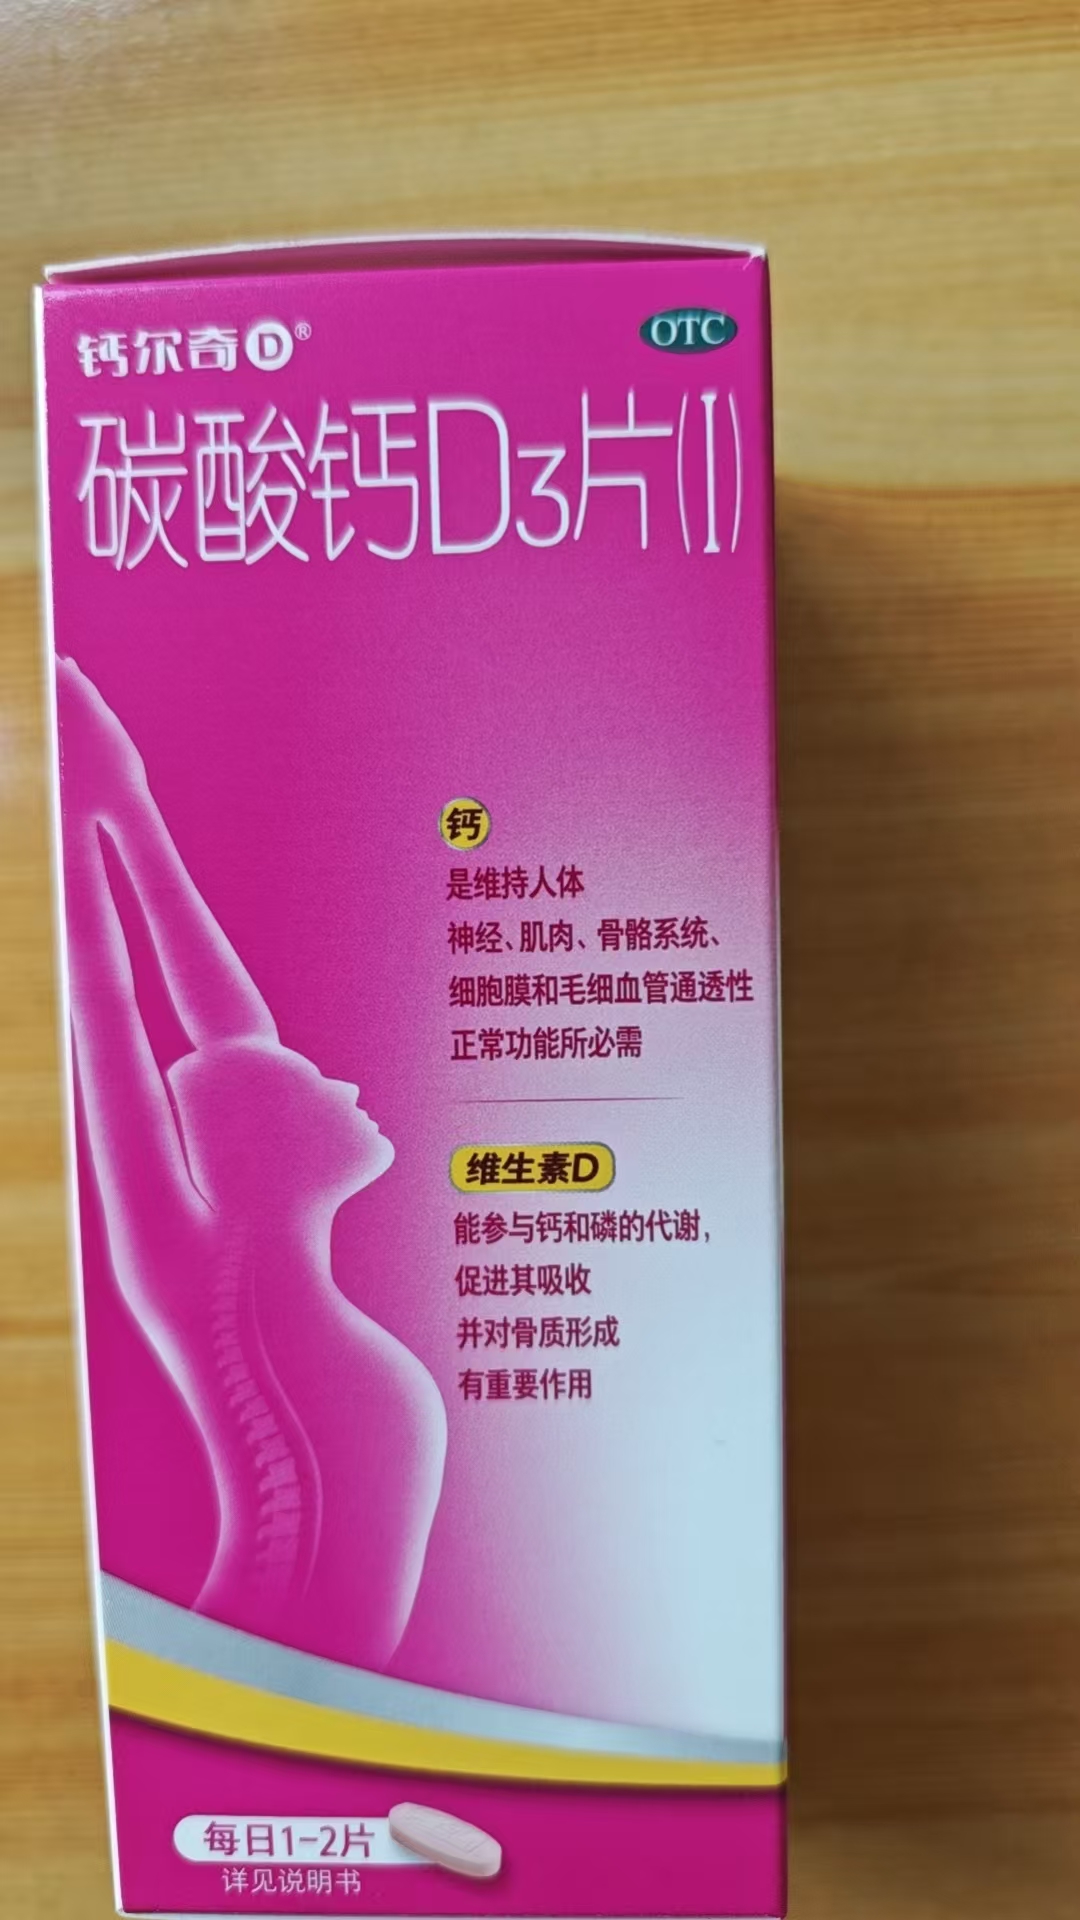 钙尔奇D®
OTC
碳酸钙D3片(I)
钙
是维持人体
神经、肌肉、骨骼系统、
细胞膜和毛细血管通透性
正常功能所必需
维生素D
能参与钙和磷的代谢,
促进其吸收
并对骨质形成
有重要作用
每日1-2片
详见说明书